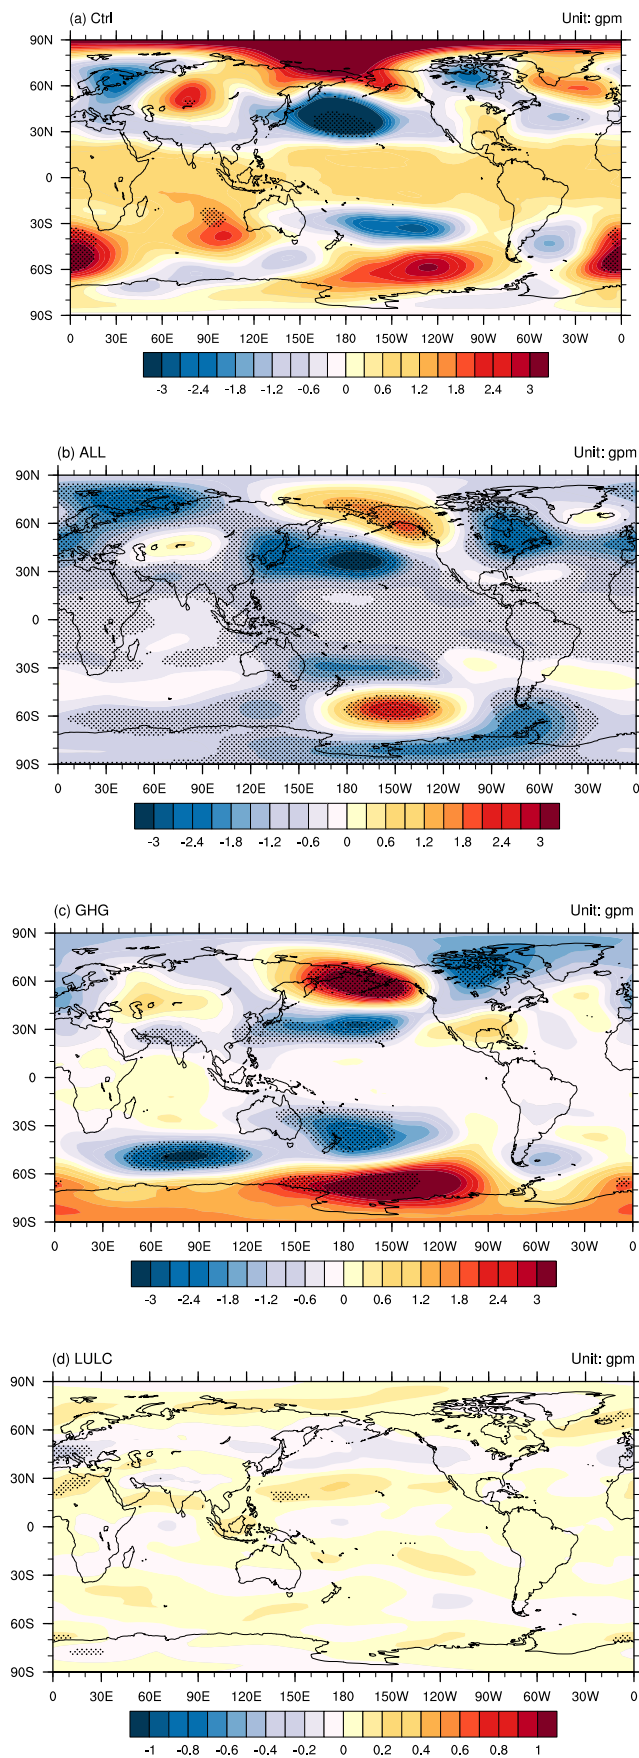 (a) Ctrl Unit: gpm
90N
60N
30N
0
30S
60S
90S
0 30E 60E 90E 120E 150E 180 150W 120W 90W 60W 30W 0
-3 -2.4 -1.8 -1.2 -0.6 0 0.6 1.2 1.8 2.4 3
(b) ALL Unit: gpm
90N
60N
30N
0
30S
60S
90S
0 30E 60E 90E 120E 150E 180 150W 120W 90W 60W 30W 0
-3 -2.4 -1.8 -1.2 -0.6 0 0.6 1.2 1.8 2.4 3
(c) GHG Unit: gpm
90N
60N
30N
0
30S
60S
90S
0 30E 60E 90E 120E 150E 180 150W 120W 90W 60W 30W 0
-3 -2.4 -1.8 -1.2 -0.6 0 0.6 1.2 1.8 2.4 3
(d) LULC Unit: gpm
90N
60N
30N
0
30S
60S
90S
0 30E 60E 90E 120E 150E 180 150W 120W 90W 60W 30W 0
-1 -0.8 -0.6 -0.4 -0.2 0 0.2 0.4 0.6 0.8 1